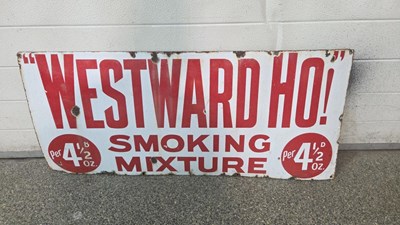 "WESTWARD HO!"
SMOKING
MIXTURE
Per
4½D
OZ.
Per
4½D
OZ.